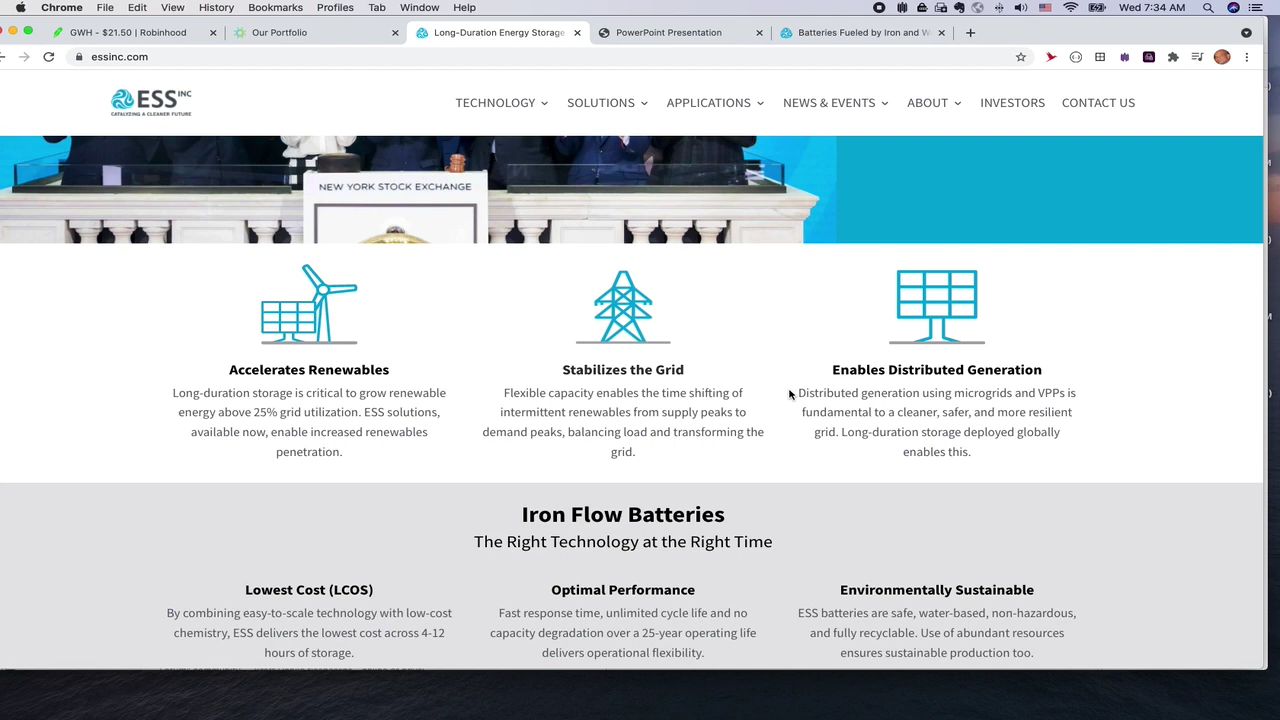 Chrome File Edit View History Bookmarks Profiles Tab Window Help Wed 7:34 AM
GWH - $21.50 | Robinhood
Our Portfolio
Long-Duration Energy Storage
PowerPoint Presentation
Batteries Fueled by Iron and W
essinc.com
ESS INC
CATALYZING A CLEANER FUTURE
TECHNOLOGY SOLUTIONS APPLICATIONS NEWS & EVENTS ABOUT INVESTORS CONTACT US
NEW YORK STOCK EXCHANGE
Accelerates Renewables
Long-duration storage is critical to grow renewable
energy above 25% grid utilization. ESS solutions,
available now, enable increased renewables
penetration.
Stabilizes the Grid
Flexible capacity enables the time shifting of
intermittent renewables from supply peaks to
demand peaks, balancing load and transforming the
grid.
Enables Distributed Generation
Distributed generation using microgrids and VPPs is
fundamental to a cleaner, safer, and more resilient
grid. Long-duration storage deployed globally
enables this.
Iron Flow Batteries
The Right Technology at the Right Time
Lowest Cost (LCOS)
By combining easy-to-scale technology with low-cost
chemistry, ESS delivers the lowest cost across 4-12
hours of storage.
Optimal Performance
Fast response time, unlimited cycle life and no
capacity degradation over a 25-year operating life
delivers operational flexibility.
Environmentally Sustainable
ESS batteries are safe, water-based, non-hazardous,
and fully recyclable. Use of abundant resources
ensures sustainable production too.